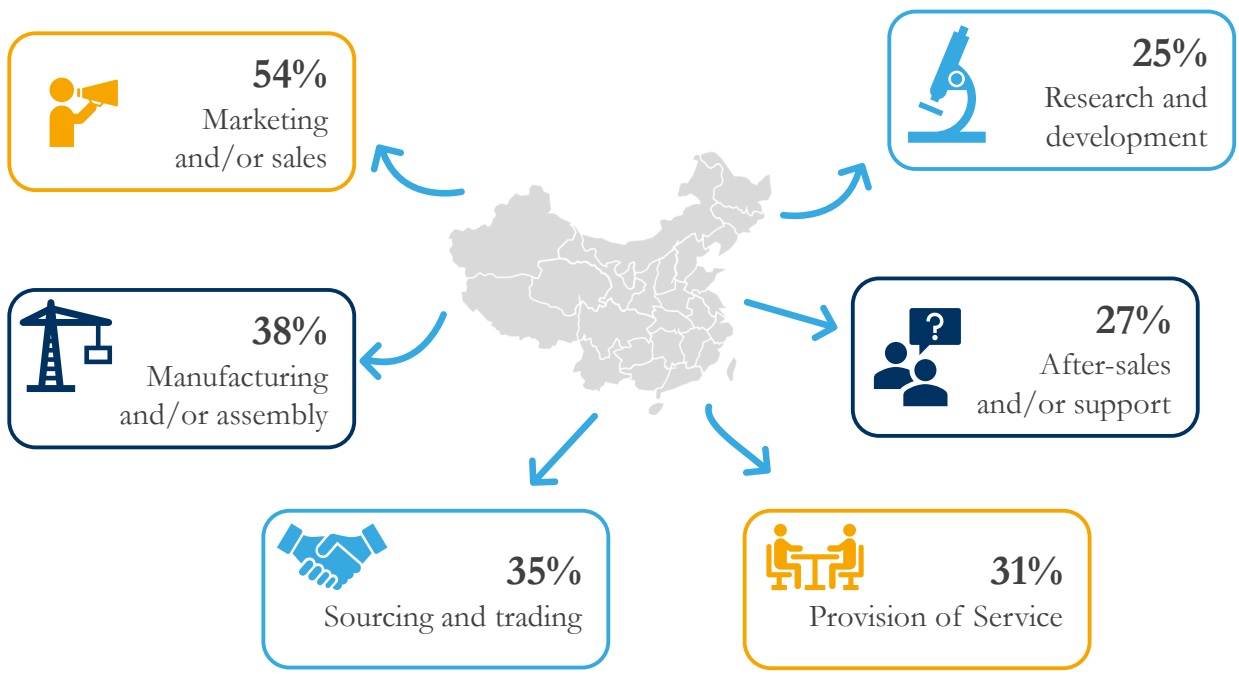 54%
Marketing
and/or sales
25%
Research and
development
38%
Manufacturing
and/or assembly
?
27%
After-sales
and/or support
35%
Sourcing and trading
31%
Provision of Service